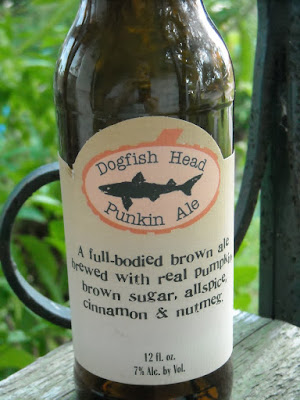 Dogfish Head
Punkin Ale
A full-bodied brown ale
brewed with real pumpkin,
brown sugar, allspice,
cinnamon & nutmeg.
12 fl. oz.
7% Alc. by Vol.